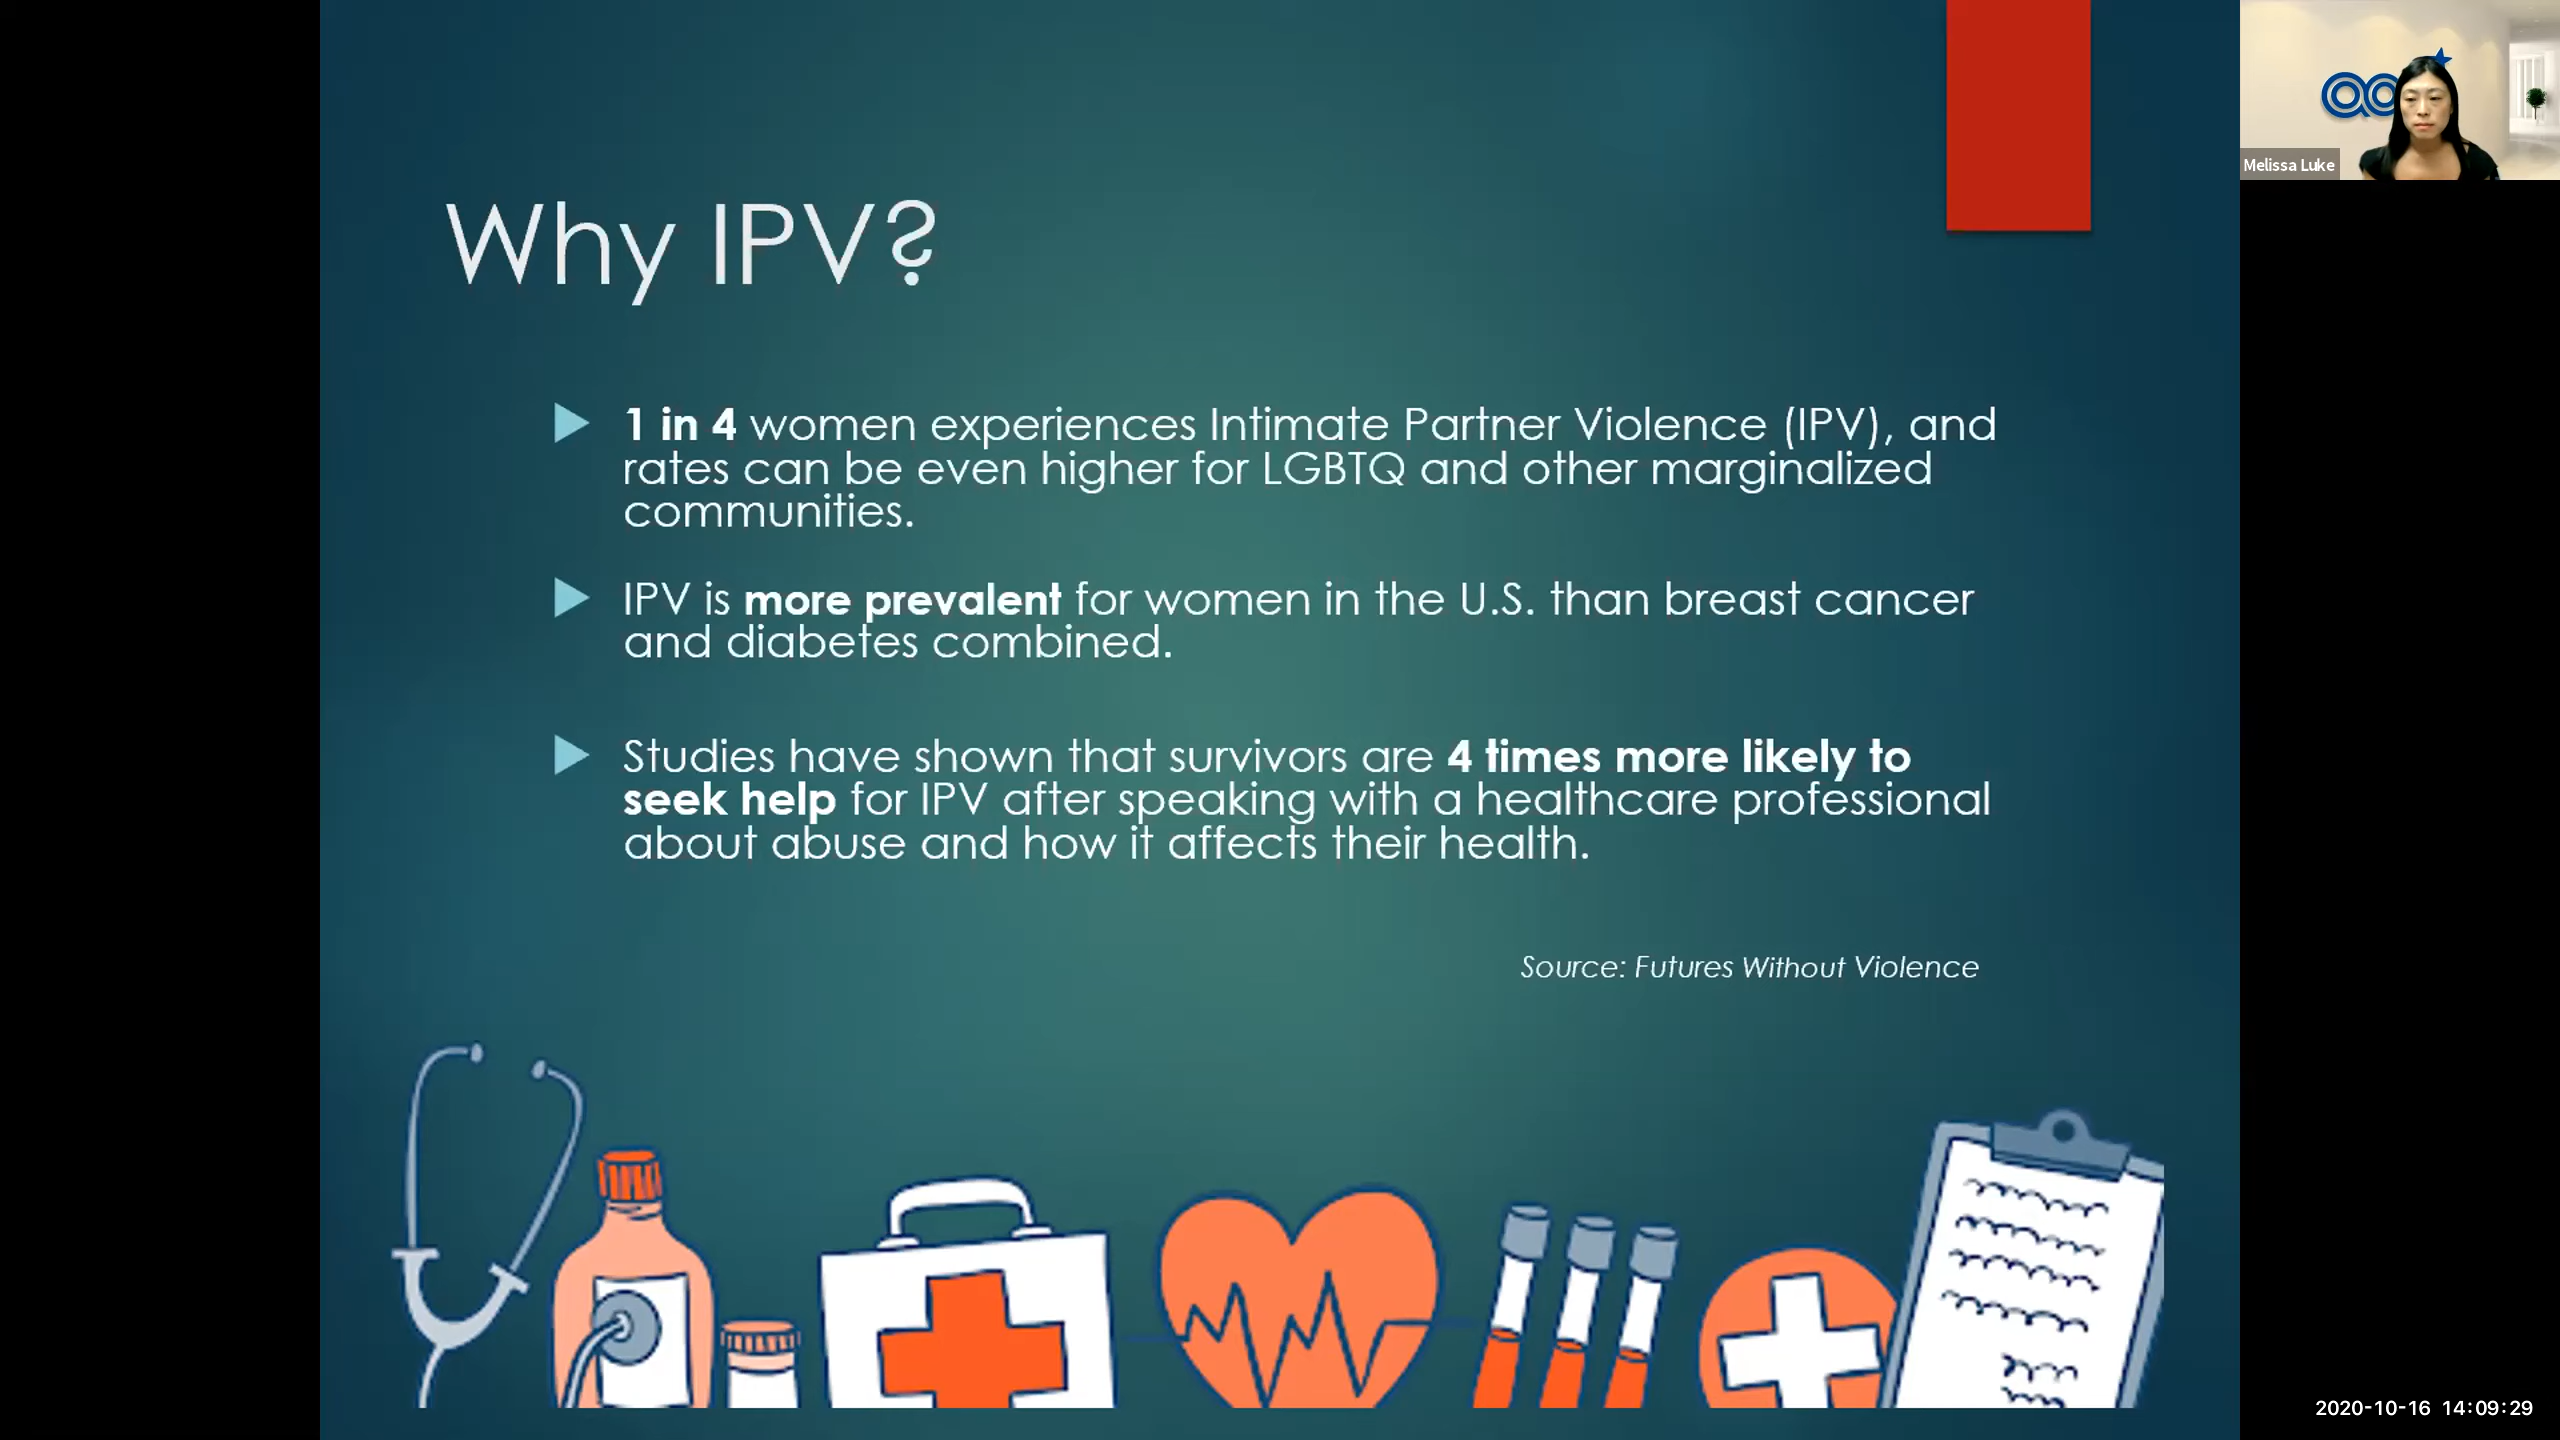 Why IPV?
1 in 4 women experiences Intimate Partner Violence (IPV), and
rates can be even higher for LGBTQ and other marginalized
communities.
IPV is more prevalent for women in the U.S. than breast cancer
and diabetes combined.
Studies have shown that survivors are 4 times more likely to
seek help for IPV after speaking with a healthcare professional
about abuse and how it affects their health.
Source: Futures Without Violence
Melissa Luke
2020-10-16 14:09:29